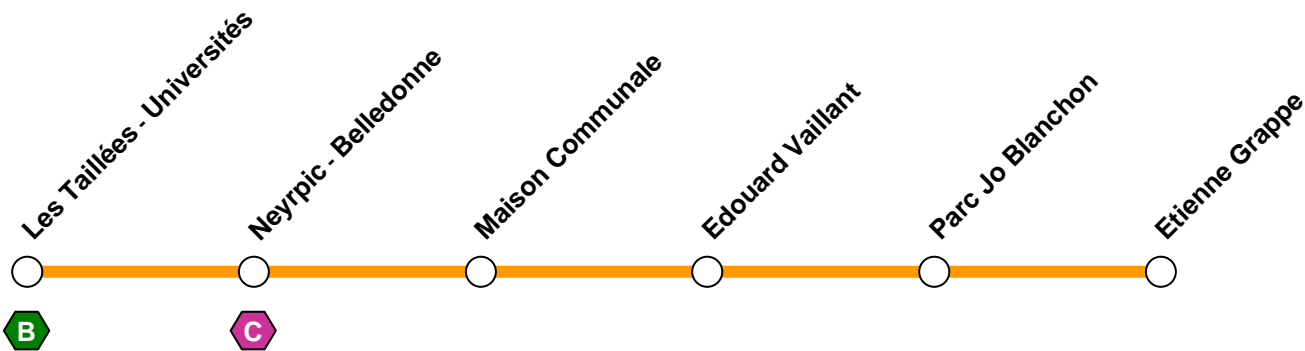 Les Taillées - Universités
Neyrpic - Belledonne
Maison Communale
Edouard Vaillant
Parc Jo Blanchon
Etienne Grappe
B
C